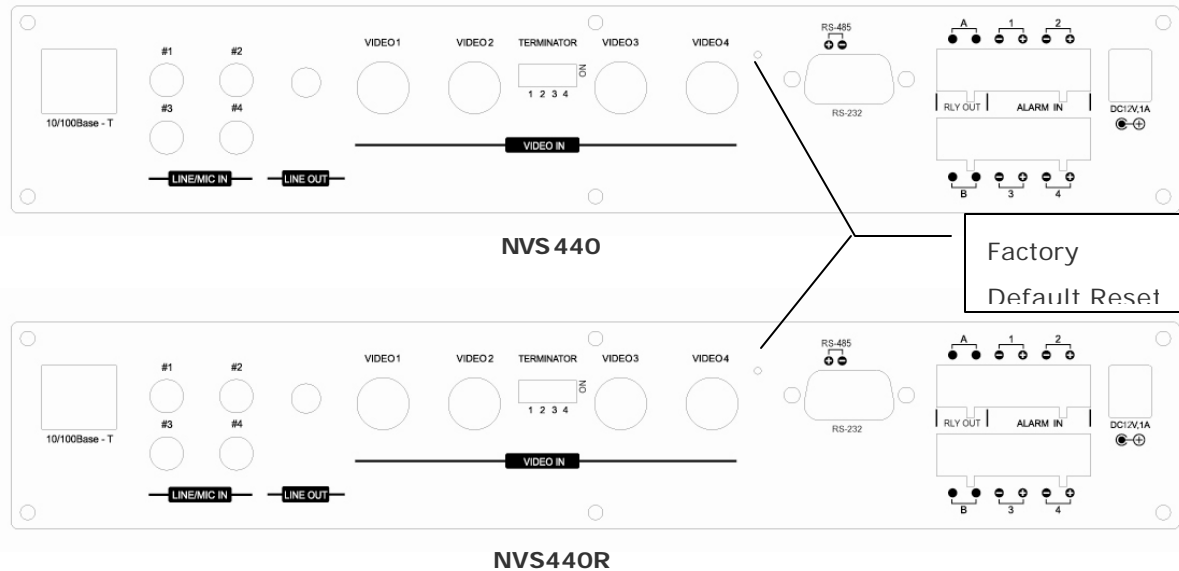 #1 #2
#3 #4
10/100Base - T
LINE/MIC IN
LINE OUT
VIDEO1 VIDEO2 TERMINATOR VIDEO3 VIDEO4
ON
1 2 3 4
VIDEO IN
RS-485
RS-232
A 1 2
RLY OUT ALARM IN
B 3 4
DC12V,1A
NVS440
Factory
Default Reset
#1 #2
#3 #4
10/100Base - T
LINE/MIC IN
LINE OUT
VIDEO1 VIDEO2 TERMINATOR VIDEO3 VIDEO4
ON
1 2 3 4
VIDEO IN
RS-485
RS-232
A 1 2
RLY OUT ALARM IN
B 3 4
DC12V,1A
NVS440R